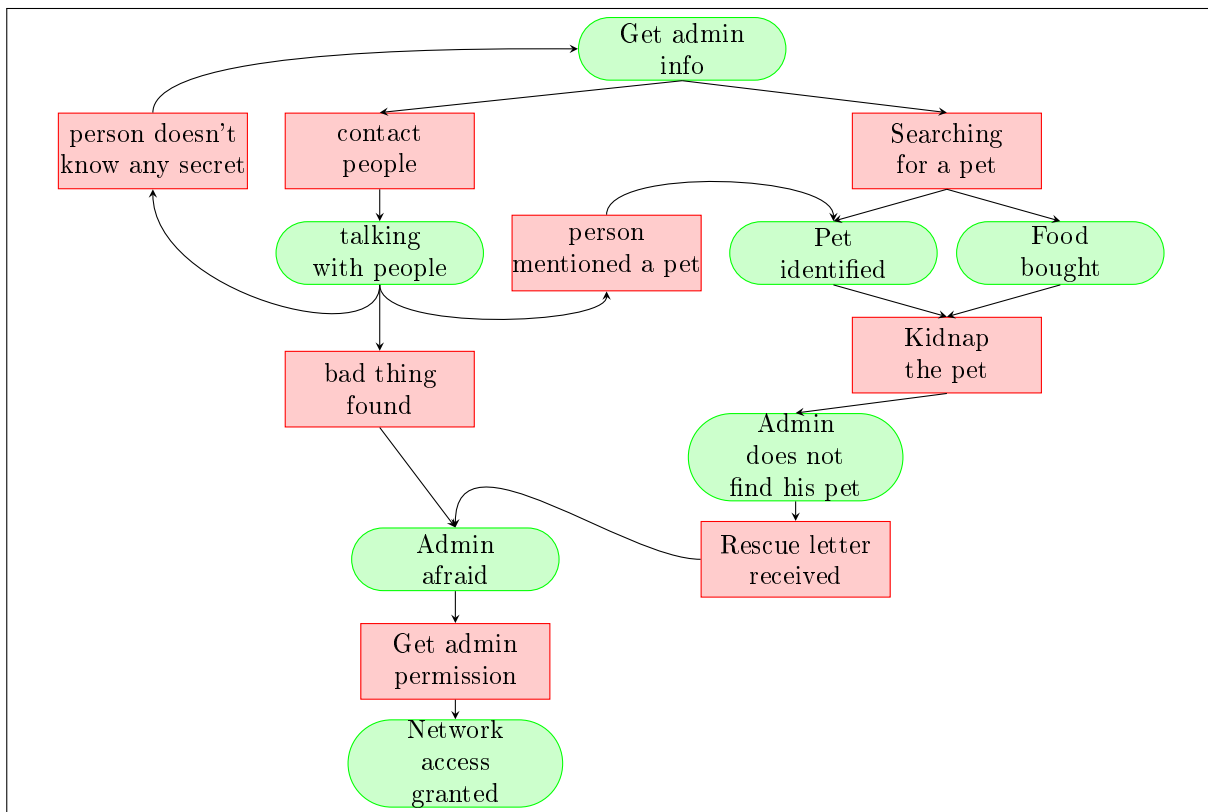 Get admin
info
person doesn't
know any secret
contact
people
Searching
for a pet
talking
with people
person
mentioned a pet
Pet
identified
Food
bought
Kidnap
the pet
bad thing
found
Admin
does not
find his pet
Admin
afraid
Rescue letter
received
Get admin
permission
Network
access
granted